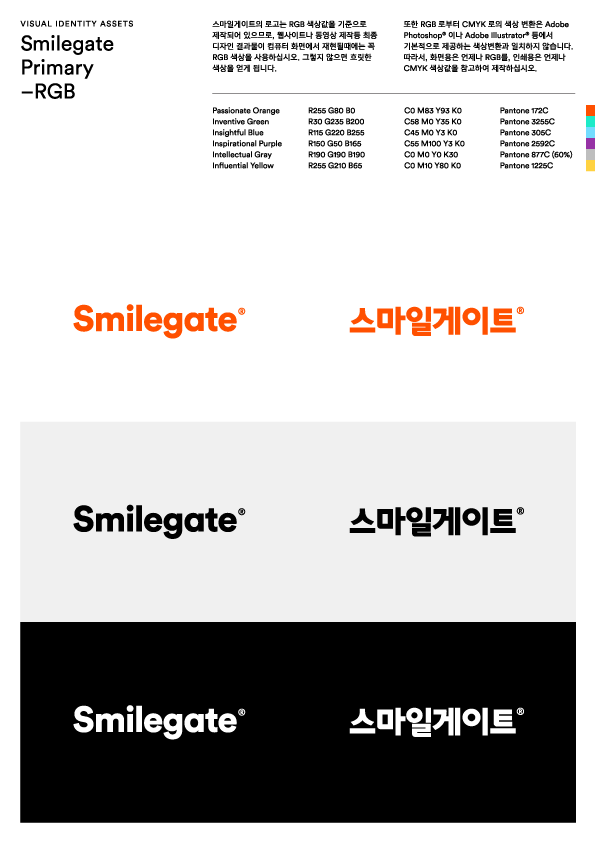 VISUAL IDENTITY ASSETS
Smilegate
Primary
–RGB
스마일게이트의 로고는 RGB 색상값을 기준으로
제작되어 있으므로, 웹사이트나 동영상 제작등 최종
디자인 결과물이 컴퓨터 화면에서 재현될때에는 꼭
RGB 색상을 사용하십시오. 그렇지 않으면 흐릿한
색상을 얻게 됩니다.
또한 RGB 로부터 CMYK 로의 색상 변환은 Adobe
Photoshop® 이나 Adobe Illustrator® 등에서
기본적으로 제공하는 색상변환과 일치하지 않습니다.
따라서, 화면용은 언제나 RGB를, 인쇄용은 언제나
CMYK 색상값을 참고하여 제작하십시오.
Passionate Orange R255 G80 B0 C0 M83 Y93 K0 Pantone 172C
Inventive Green R30 G235 B200 C58 M0 Y35 K0 Pantone 3255C
Insightful Blue R115 G220 B255 C45 M0 Y3 K0 Pantone 305C
Inspirational Purple R150 G50 B165 C55 M100 Y3 K0 Pantone 2592C
Intellectual Gray R190 G190 B190 C0 M0 Y0 K30 Pantone 877C (60%)
Influential Yellow R255 G210 B65 C0 M10 Y80 K0 Pantone 1225C
Smilegate® 스마일게이트®
Smilegate® 스마일게이트®
Smilegate® 스마일게이트®